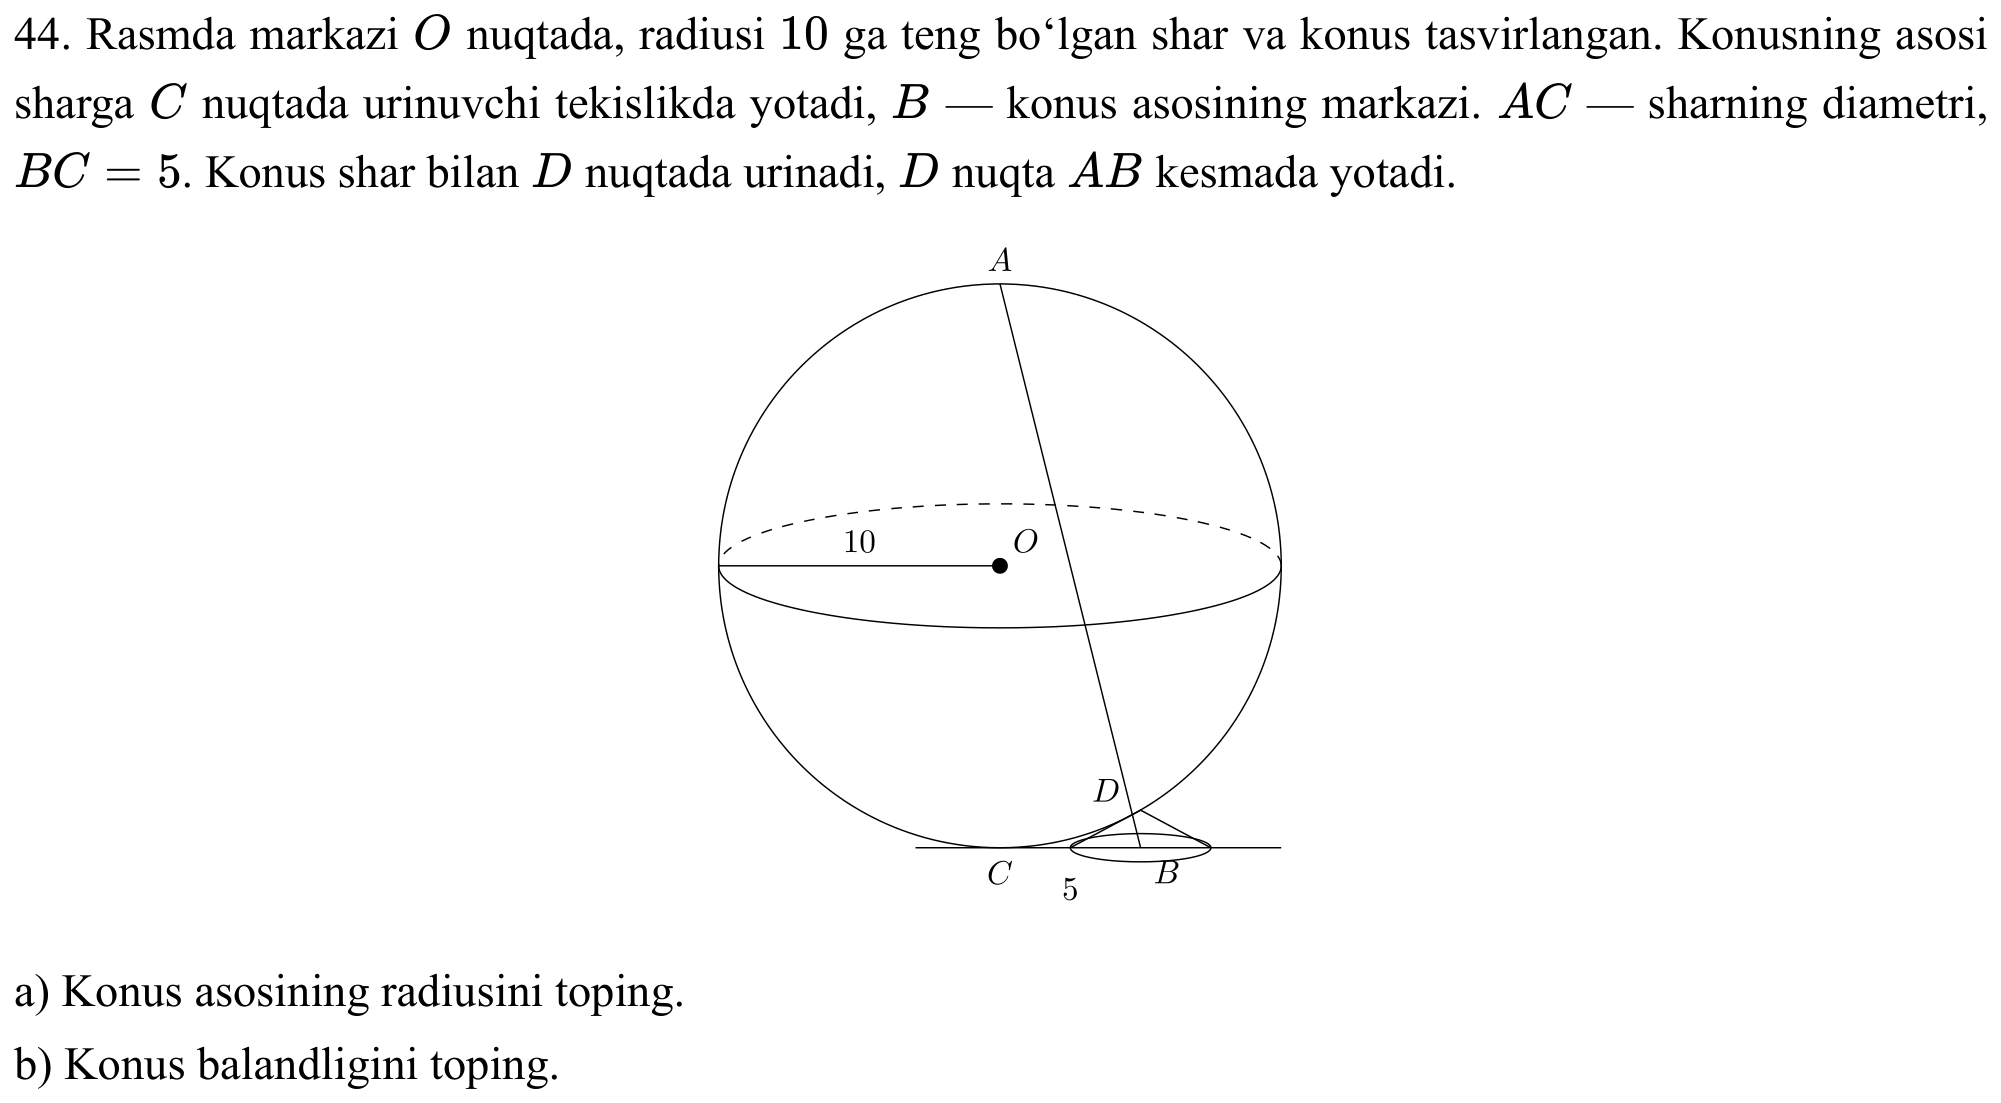 44. Rasmda markazi O nuqtada, radiusi 10 ga teng bo‘lgan shar va konus tasvirlangan. Konusning asosi
sharga C nuqtada urinuvchi tekislikda yotadi, B — konus asosining markazi. AC — sharning diametri,
BC = 5. Konus shar bilan D nuqtada urinadi, D nuqta AB kesmada yotadi.
A
10
O
D
C
B
5
a) Konus asosining radiusini toping.
b) Konus balandligini toping.